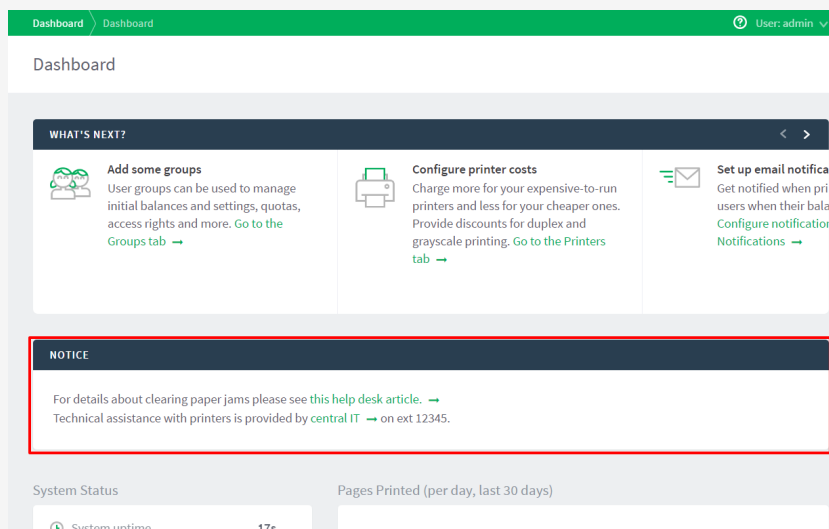 Dashboard Dashboard User: admin
Dashboard
WHAT'S NEXT?
Add some groups
User groups can be used to manage
initial balances and settings, quotas,
access rights and more. Go to the
Groups tab →
Configure printer costs
Charge more for your expensive-to-run
printers and less for your cheaper ones.
Provide discounts for duplex and
grayscale printing. Go to the Printers
tab →
Set up email notifica
Get notified when pri
users when their bala
Configure notification
Notifications →
NOTICE
For details about clearing paper jams please see this help desk article. →
Technical assistance with printers is provided by central IT → on ext 12345.
System Status
Pages Printed (per day, last 30 days)
System uptime 17s